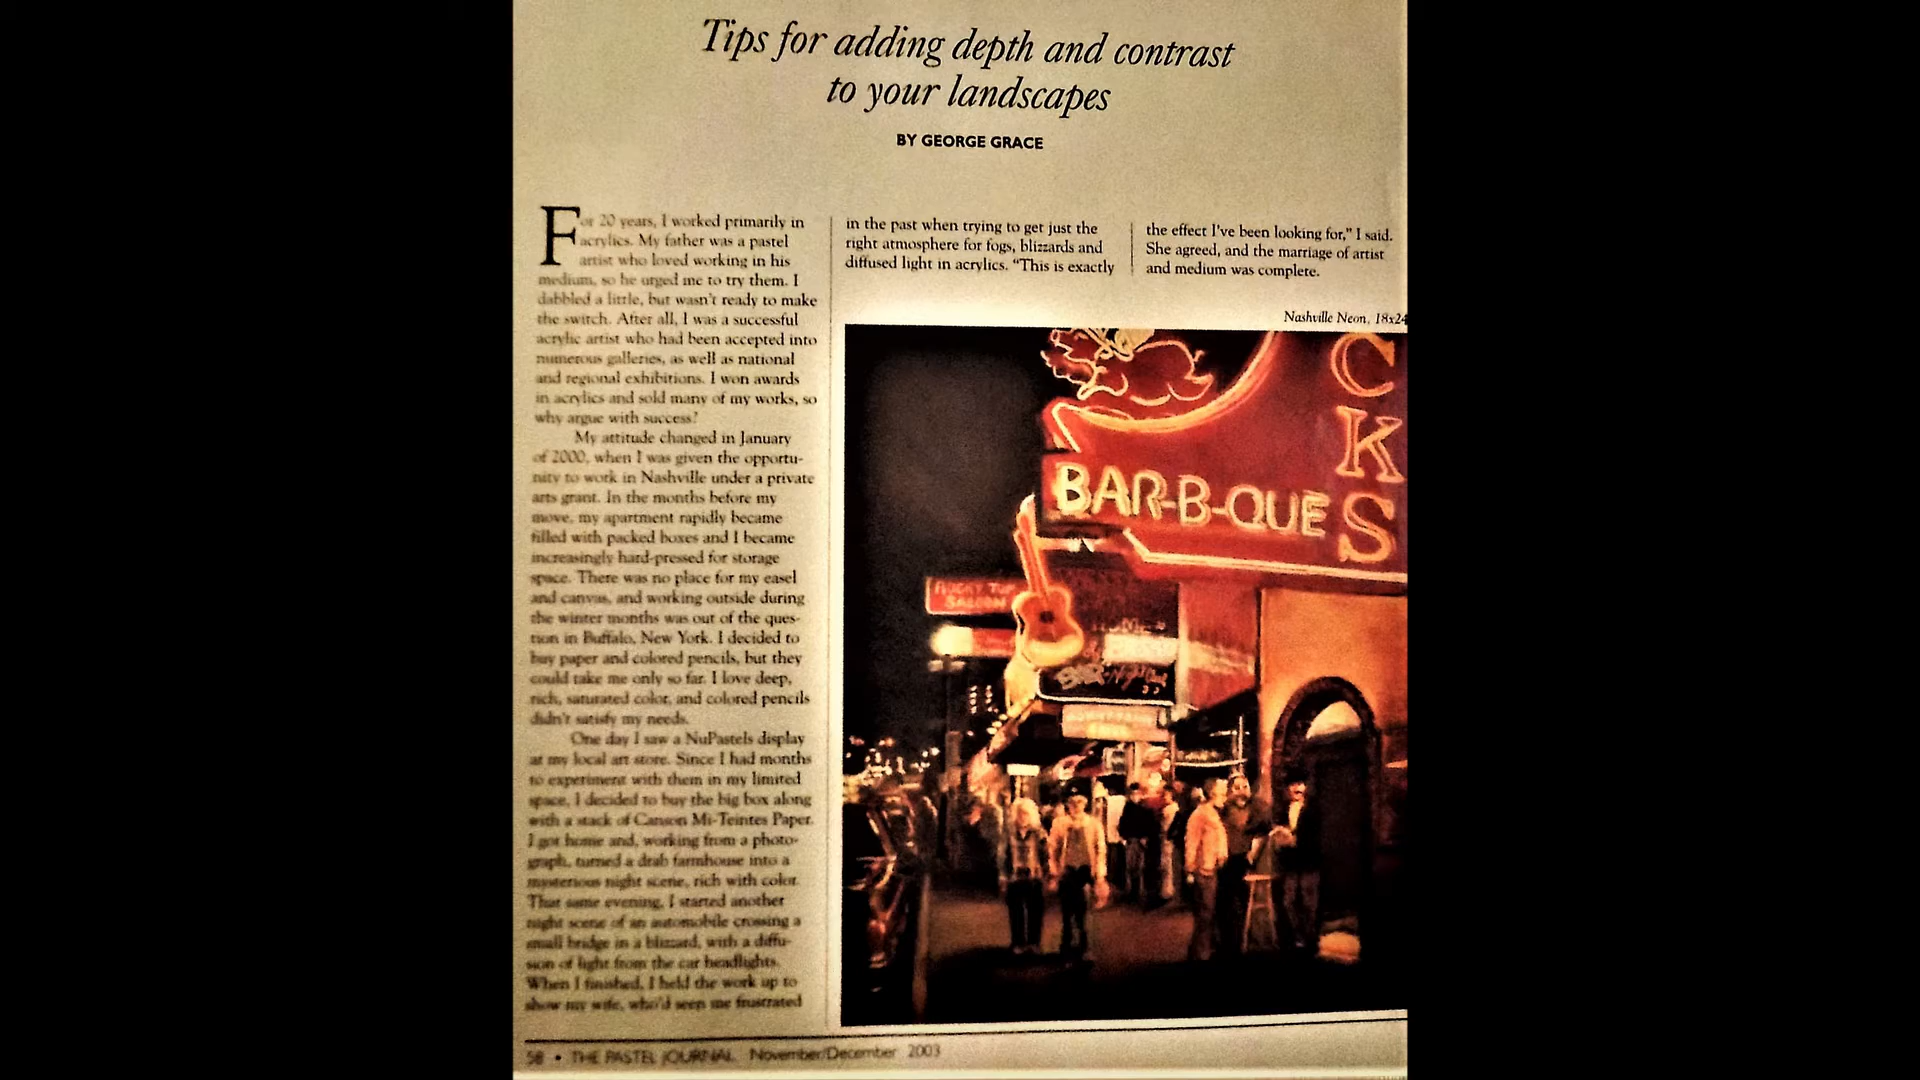 Tips for adding depth and contrast
to your landscapes
BY GEORGE GRACE
For 20 years, I worked primarily in
acrylics. My father was a pastel
artist who loved working in his
medium, so he urged me to try them. I
dabbled a little, but wasn't ready to make
the switch. After all, I was a successful
acrylic artist who had been accepted into
numerous galleries, as well as national
and regional exhibitions. I won awards
in acrylics and sold many of my works, so
why argue with success?
My attitude changed in January
of 2000, when I was given the opportu-
nity to work in Nashville under a private
arts grant. In the months before my
move, my apartment rapidly became
filled with packed boxes and I became
increasingly hard-pressed for storage
space. There was no place for my easel
and canvas, and working outside during
the winter months was out of the ques-
tion in Buffalo, New York. I decided to
buy paper and colored pencils, but they
could take me only so far. I love deep,
rich, saturated color, and colored pencils
didn't satisfy my needs.
One day I saw a NuPastels display
at my local art store. Since I had months
to experiment with them in my limited
space, I decided to buy the big box along
with a stack of Canson Mi-Teintes Paper.
I got home and, working from a photo-
graph, turned a drab farmhouse into a
mysterious night scene, rich with color.
That same evening, I started another
night scene of an automobile crossing a
small bridge in a blizzard, with a diffu-
sion of light from the car headlights.
When I finished, I held the work up to
show my wife, who'd seen me frustrated
in the past when trying to get just the
right atmosphere for fogs, blizzards and
diffused light in acrylics. "This is exactly
the effect I've been looking for," I said.
She agreed, and the marriage of artist
and medium was complete.
Nashville Neon, 18x24
C
K
S
BAR-B-QUE
SALOON
HOME
58 • THE PASTEL JOURNAL November/December 2003